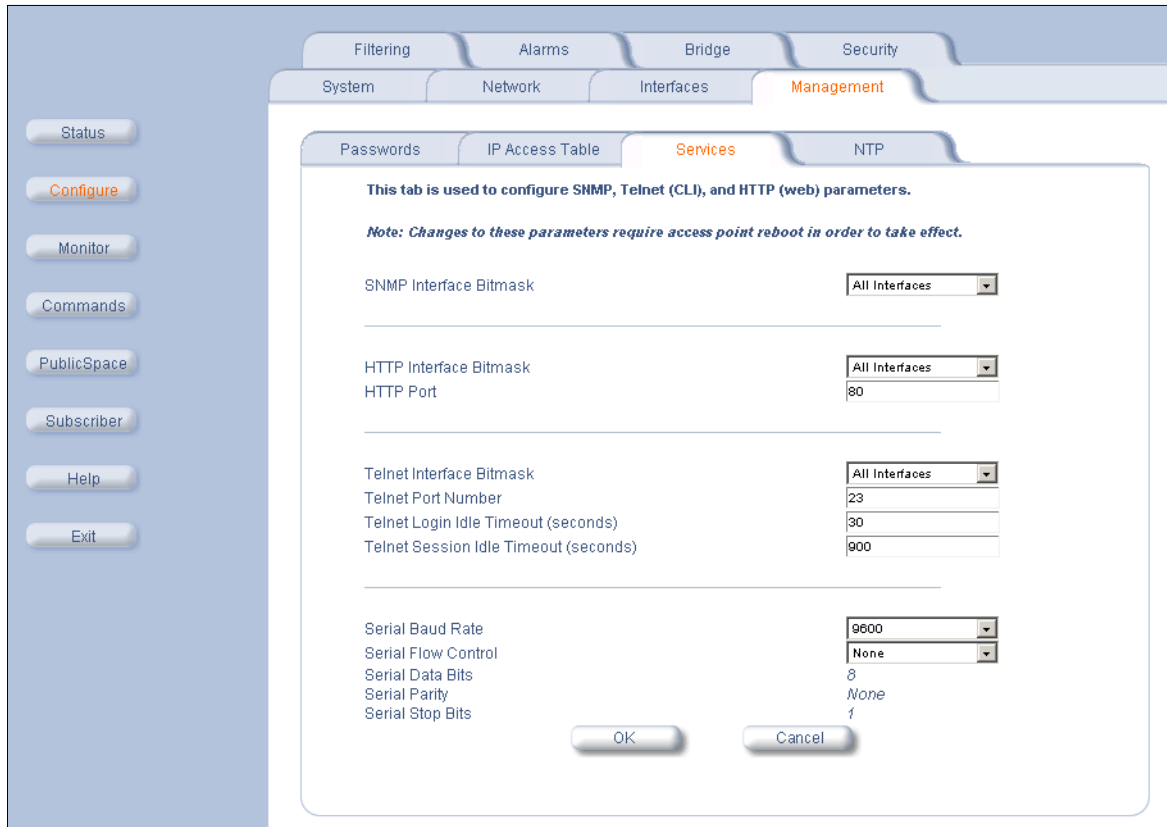 Filtering Alarms Bridge Security
System Network Interfaces Management
Status
Configure
Monitor
Commands
PublicSpace
Subscriber
Help
Exit
Passwords IP Access Table Services NTP
This tab is used to configure SNMP, Telnet (CLI), and HTTP (web) parameters.
Note: Changes to these parameters require access point reboot in order to take effect.
SNMP Interface Bitmask All Interfaces
HTTP Interface Bitmask All Interfaces
HTTP Port 80
Telnet Interface Bitmask All Interfaces
Telnet Port Number 23
Telnet Login Idle Timeout (seconds) 30
Telnet Session Idle Timeout (seconds) 900
Serial Baud Rate 9600
Serial Flow Control None
Serial Data Bits 8
Serial Parity None
Serial Stop Bits 1
OK Cancel